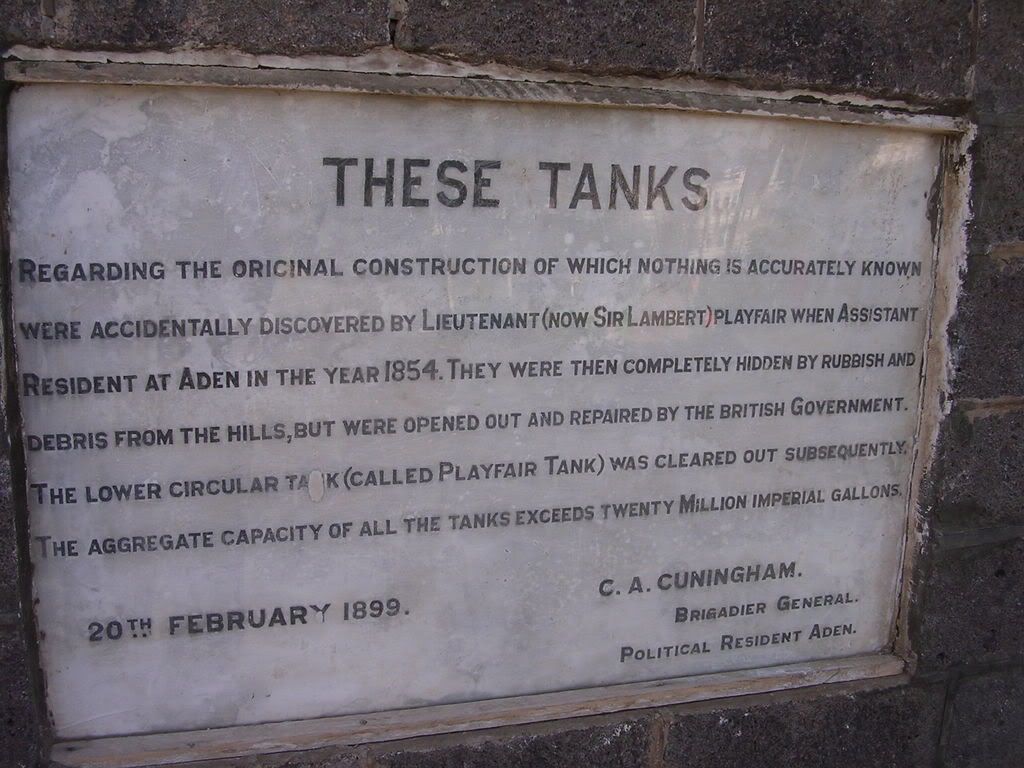 THESE TANKS
REGARDING THE ORIGINAL CONSTRUCTION OF WHICH NOTHING IS ACCURATELY KNOWN
WERE ACCIDENTALLY DISCOVERED BY LIEUTENANT (NOW SIR LAMBERT) PLAYFAIR WHEN ASSISTANT
RESIDENT AT ADEN IN THE YEAR 1854. THEY WERE THEN COMPLETELY HIDDEN BY RUBBISH AND
DEBRIS FROM THE HILLS, BUT WERE OPENED OUT AND REPAIRED BY THE BRITISH GOVERNMENT.
THE LOWER CIRCULAR TANK (CALLED PLAYFAIR TANK) WAS CLEARED OUT SUBSEQUENTLY.
THE AGGREGATE CAPACITY OF ALL THE TANKS EXCEEDS TWENTY MILLION IMPERIAL GALLONS.
C. A. CUNINGHAM.
20TH FEBRUARY 1899.
BRIGADIER GENERAL.
POLITICAL RESIDENT ADEN.